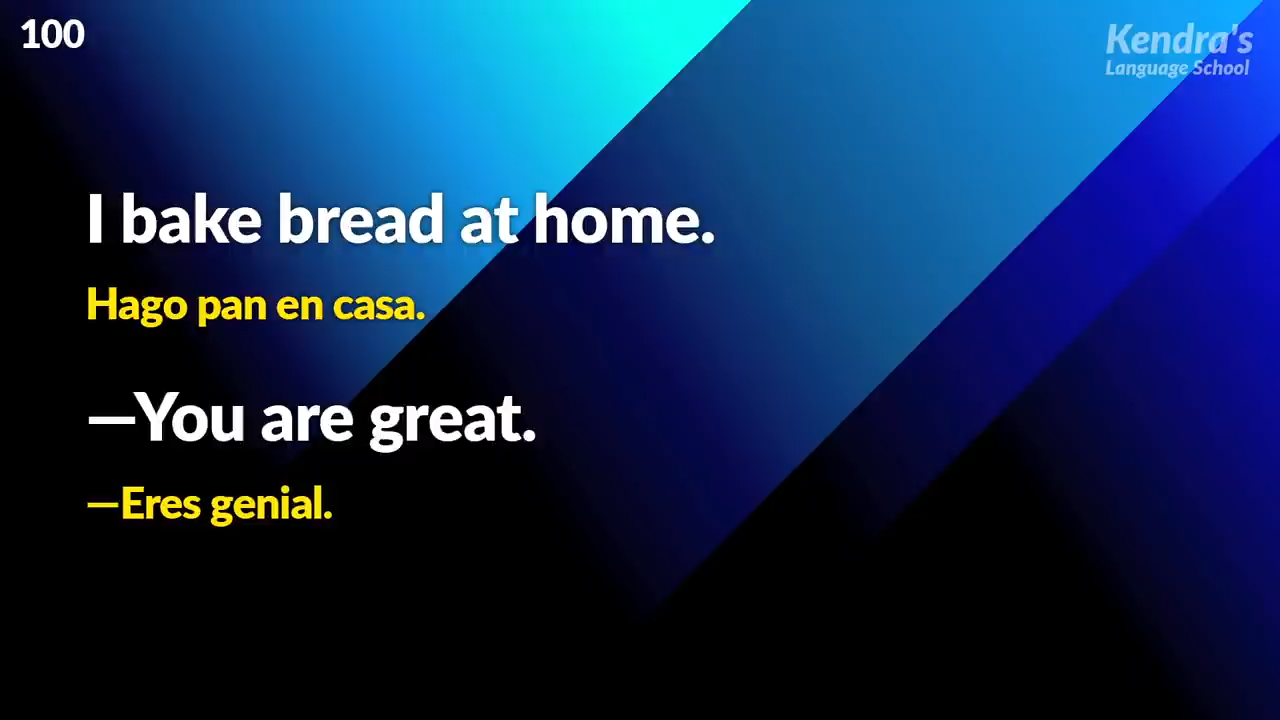 100
Kendra's
Language School
I bake bread at home.
Hago pan en casa.
—You are great.
—Eres genial.